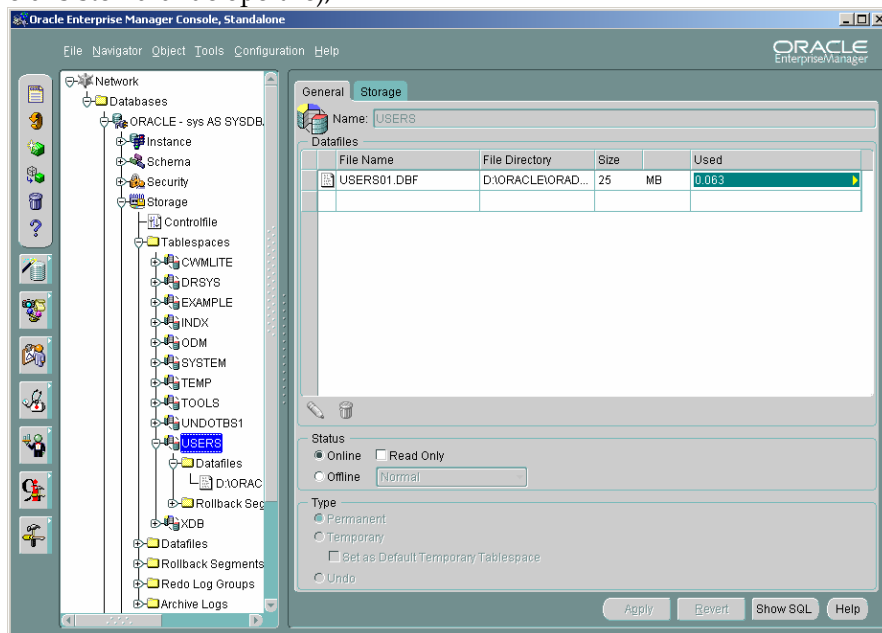 Oracle Enterprise Manager Console, Standalone
File Navigator Object Tools Configuration Help
ORACLE
EnterpriseManager
Network
Databases
ORACLE - sys AS SYSDB
Instance
Schema
Security
Storage
Controlfile
Tablespaces
CWMLITE
DRSYS
EXAMPLE
INDX
ODM
SYSTEM
TEMP
TOOLS
UNDOTBS1
USERS
Datafiles
D:\ORAC
Rollback Seg
XDB
Datafiles
Rollback Segments
Redo Log Groups
Archive Logs
General Storage
Name: USERS
Datafiles
File Name File Directory Size Used
USERS01.DBF D:\ORACLE\ORAD... 25 MB 0.063
Status
Online Read Only
Offline Normal
Type
Permanent
Temporary
Set as Default Temporary Tablespace
Undo
Apply Revert Show SQL Help